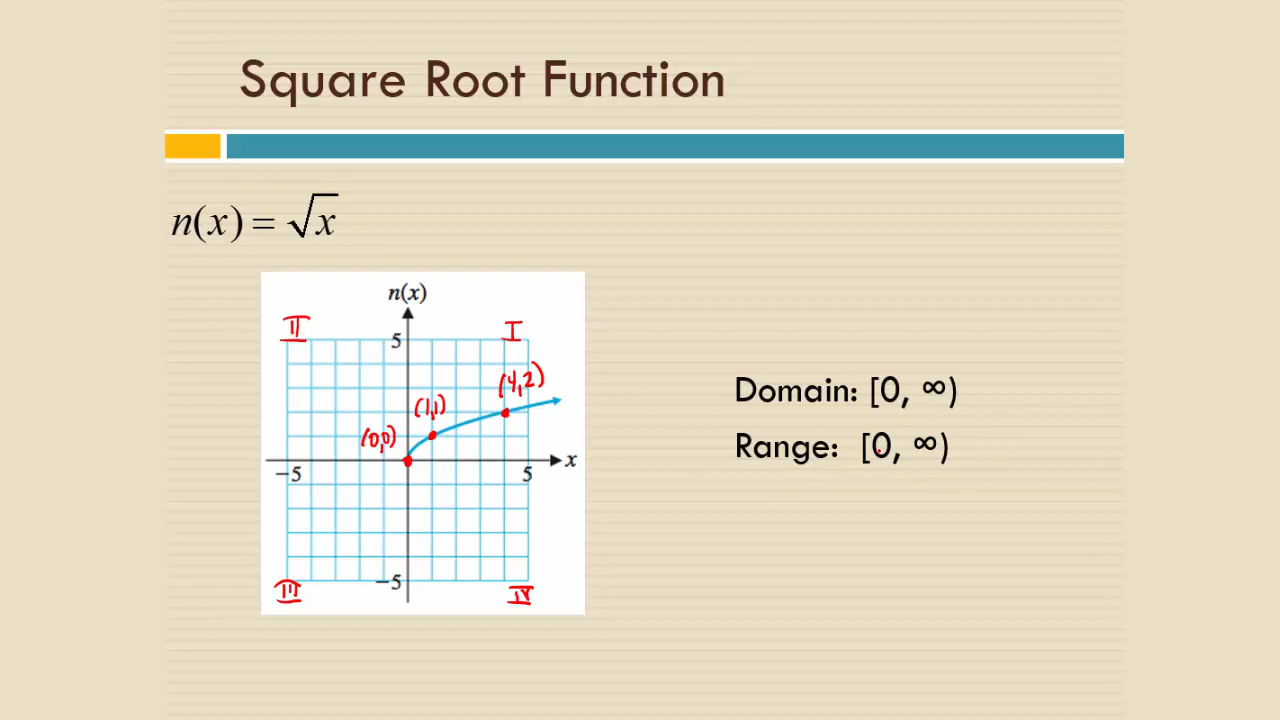 Square Root Function
n(x) = √x
n(x)
II
I
5
(4,2)
(1,1)
(0,0)
x
−5
5
−5
III
IV
Domain: [0, ∞)
Range: [0, ∞)